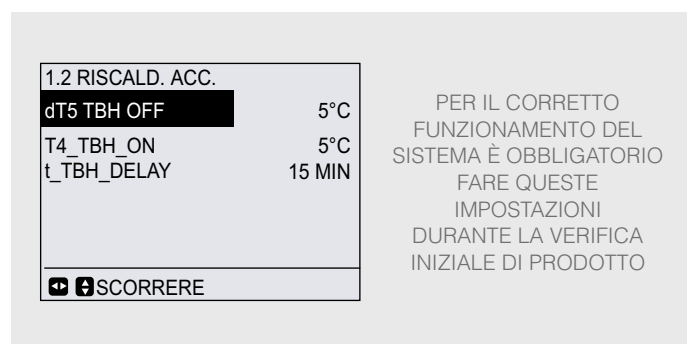 1.2 RISCALD. ACC.
dT5 TBH OFF 5°C
T4_TBH_ON 5°C
t_TBH_DELAY 15 MIN
SCORRERE
PER IL CORRETTO
FUNZIONAMENTO DEL
SISTEMA È OBBLIGATORIO
FARE QUESTE
IMPOSTAZIONI
DURANTE LA VERIFICA
INIZIALE DI PRODOTTO